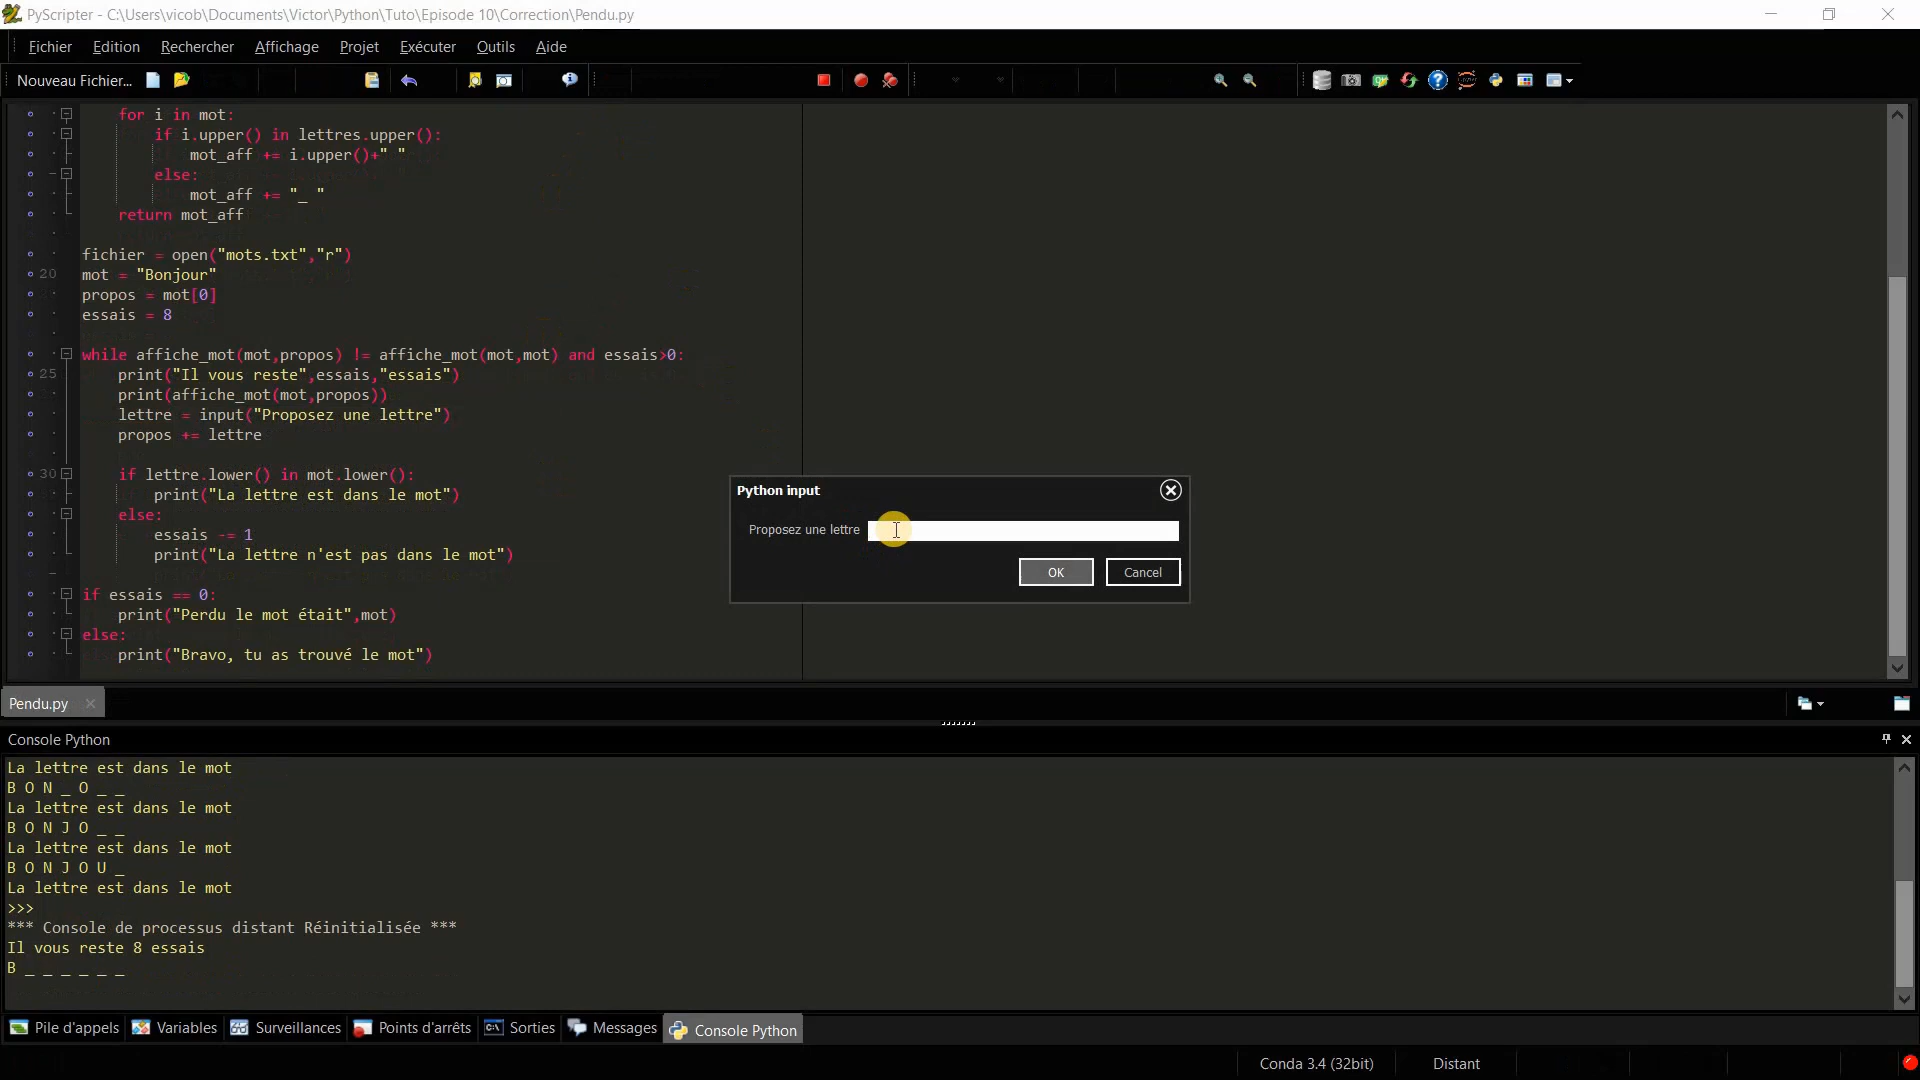 PyScripter - C:\Users\vicob\Documents\Victor\Python\Tuto\Episode 10\Correction\Pendu.py
Fichier Edition Rechercher Affichage Projet Exécuter Outils Aide
Nouveau Fichier...
for i in mot:
if i.upper() in lettres.upper():
mot_aff += i.upper()+" "
else:
mot_aff += "_ "
return mot_aff
fichier = open("mots.txt","r")
20 mot = "Bonjour"
propos = mot[0]
essais = 8
while affiche_mot(mot,propos) != affiche_mot(mot,mot) and essais>0:
25 print("Il vous reste",essais,"essais")
print(affiche_mot(mot,propos))
lettre = input("Proposez une lettre")
propos += lettre
30 if lettre.lower() in mot.lower():
print("La lettre est dans le mot")
else:
essais -= 1
print("La lettre n'est pas dans le mot")
if essais == 0:
print("Perdu le mot était",mot)
else:
print("Bravo, tu as trouvé le mot")
Python input
Proposez une lettre
OK Cancel
Pendu.py
Console Python
La lettre est dans le mot
B O N _ O _ _
La lettre est dans le mot
B O N J O _ _
La lettre est dans le mot
B O N J O U _
La lettre est dans le mot
>>>
*** Console de processus distant Réinitialisée ***
Il vous reste 8 essais
B _ _ _ _ _ _
Pile d'appels Variables Surveillances Points d'arrêts Sorties Messages Console Python
Conda 3.4 (32bit) Distant